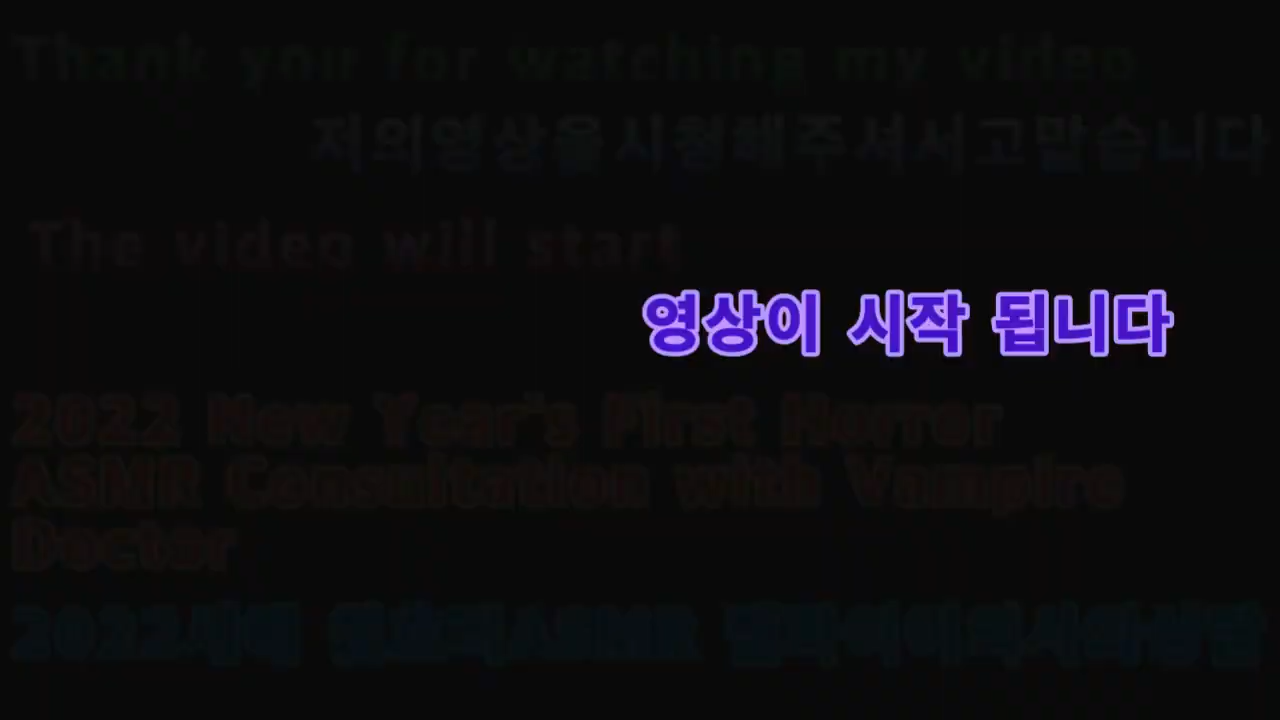 Thank you for watching my video
저의영상을시청해주셔서고맙습니다
The video will start
영상이 시작 됩니다
2022 New Year's First Horror
ASMR Consultation with Vampire
Doctor